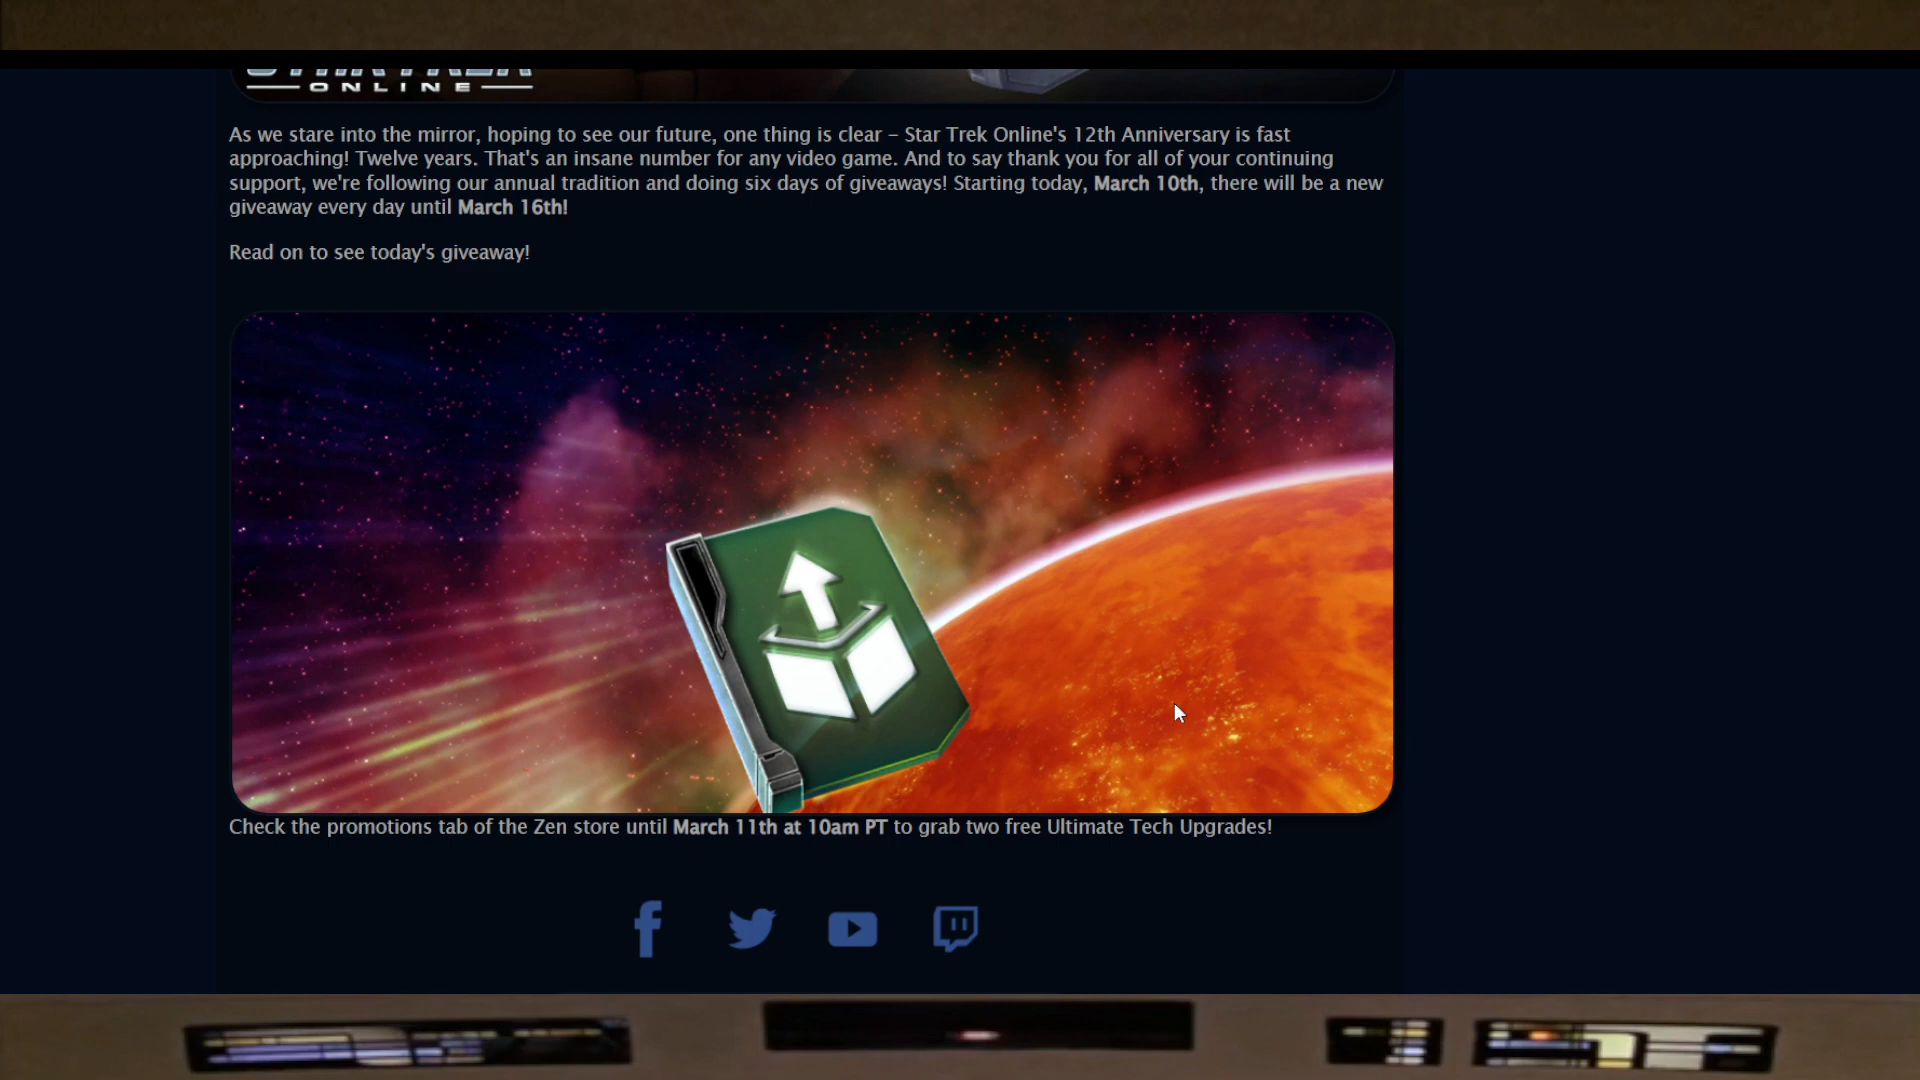 STAR TREK
ONLINE
As we stare into the mirror, hoping to see our future, one thing is clear – Star Trek Online's 12th Anniversary is fast
approaching! Twelve years. That's an insane number for any video game. And to say thank you for all of your continuing
support, we're following our annual tradition and doing six days of giveaways! Starting today, March 10th, there will be a new
giveaway every day until March 16th!
Read on to see today's giveaway!
Check the promotions tab of the Zen store until March 11th at 10am PT to grab two free Ultimate Tech Upgrades!